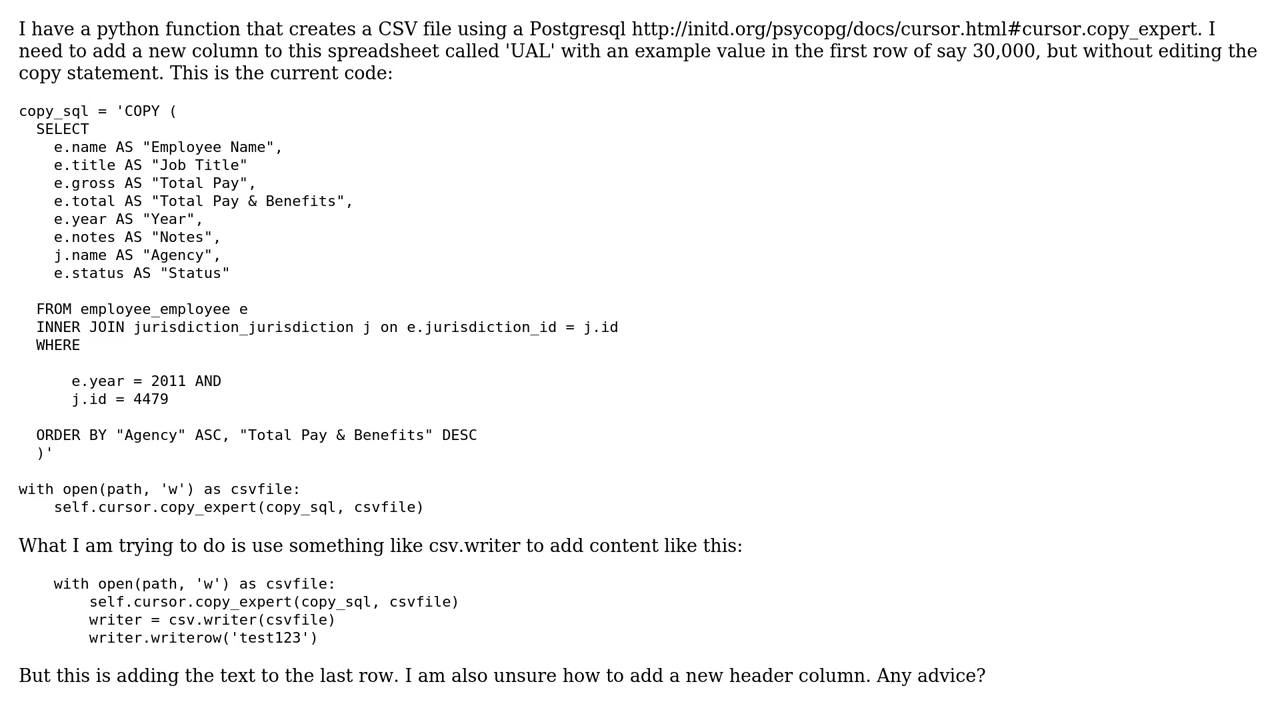 I have a python function that creates a CSV file using a Postgresql http://initd.org/psycopg/docs/cursor.html#cursor.copy_expert. I
need to add a new column to this spreadsheet called 'UAL' with an example value in the first row of say 30,000, but without editing the
copy statement. This is the current code:
copy_sql = 'COPY (
  SELECT
    e.name AS "Employee Name",
    e.title AS "Job Title"
    e.gross AS "Total Pay",
    e.total AS "Total Pay & Benefits",
    e.year AS "Year",
    e.notes AS "Notes",
    j.name AS "Agency",
    e.status AS "Status"
  FROM employee_employee e
  INNER JOIN jurisdiction_jurisdiction j on e.jurisdiction_id = j.id
  WHERE
      e.year = 2011 AND
      j.id = 4479
  ORDER BY "Agency" ASC, "Total Pay & Benefits" DESC
  )'
with open(path, 'w') as csvfile:
    self.cursor.copy_expert(copy_sql, csvfile)
What I am trying to do is use something like csv.writer to add content like this:
    with open(path, 'w') as csvfile:
        self.cursor.copy_expert(copy_sql, csvfile)
        writer = csv.writer(csvfile)
        writer.writerow('test123')
But this is adding the text to the last row. I am also unsure how to add a new header column. Any advice?